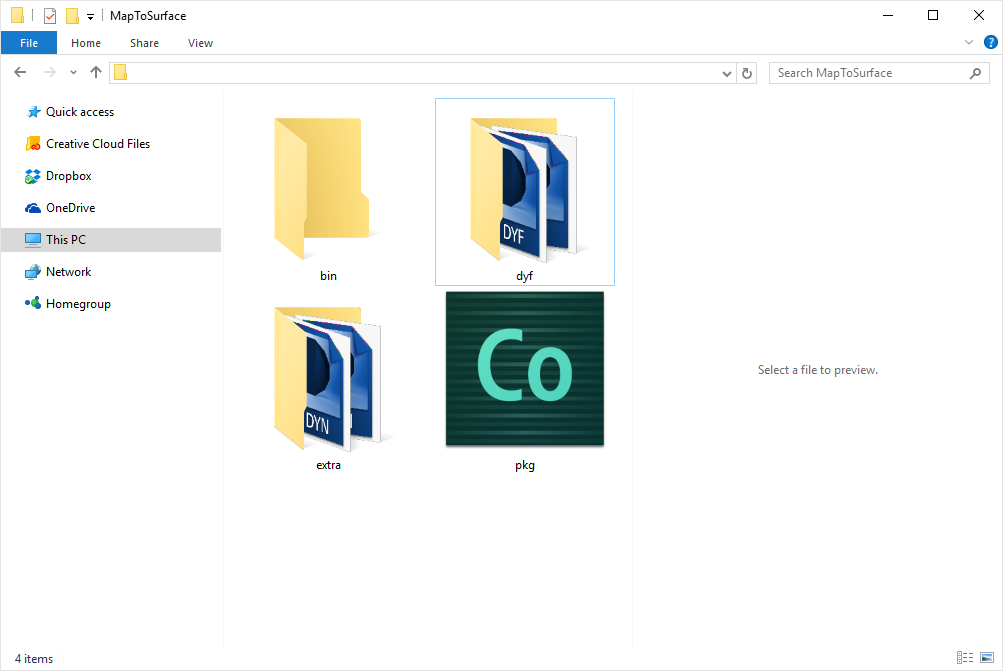 MapToSurface
File Home Share View
?
Search MapToSurface
Quick access
Creative Cloud Files
Dropbox
OneDrive
This PC
Network
Homegroup
DYF
bin dyf
DYN
Co
extra pkg
Select a file to preview.
4 items